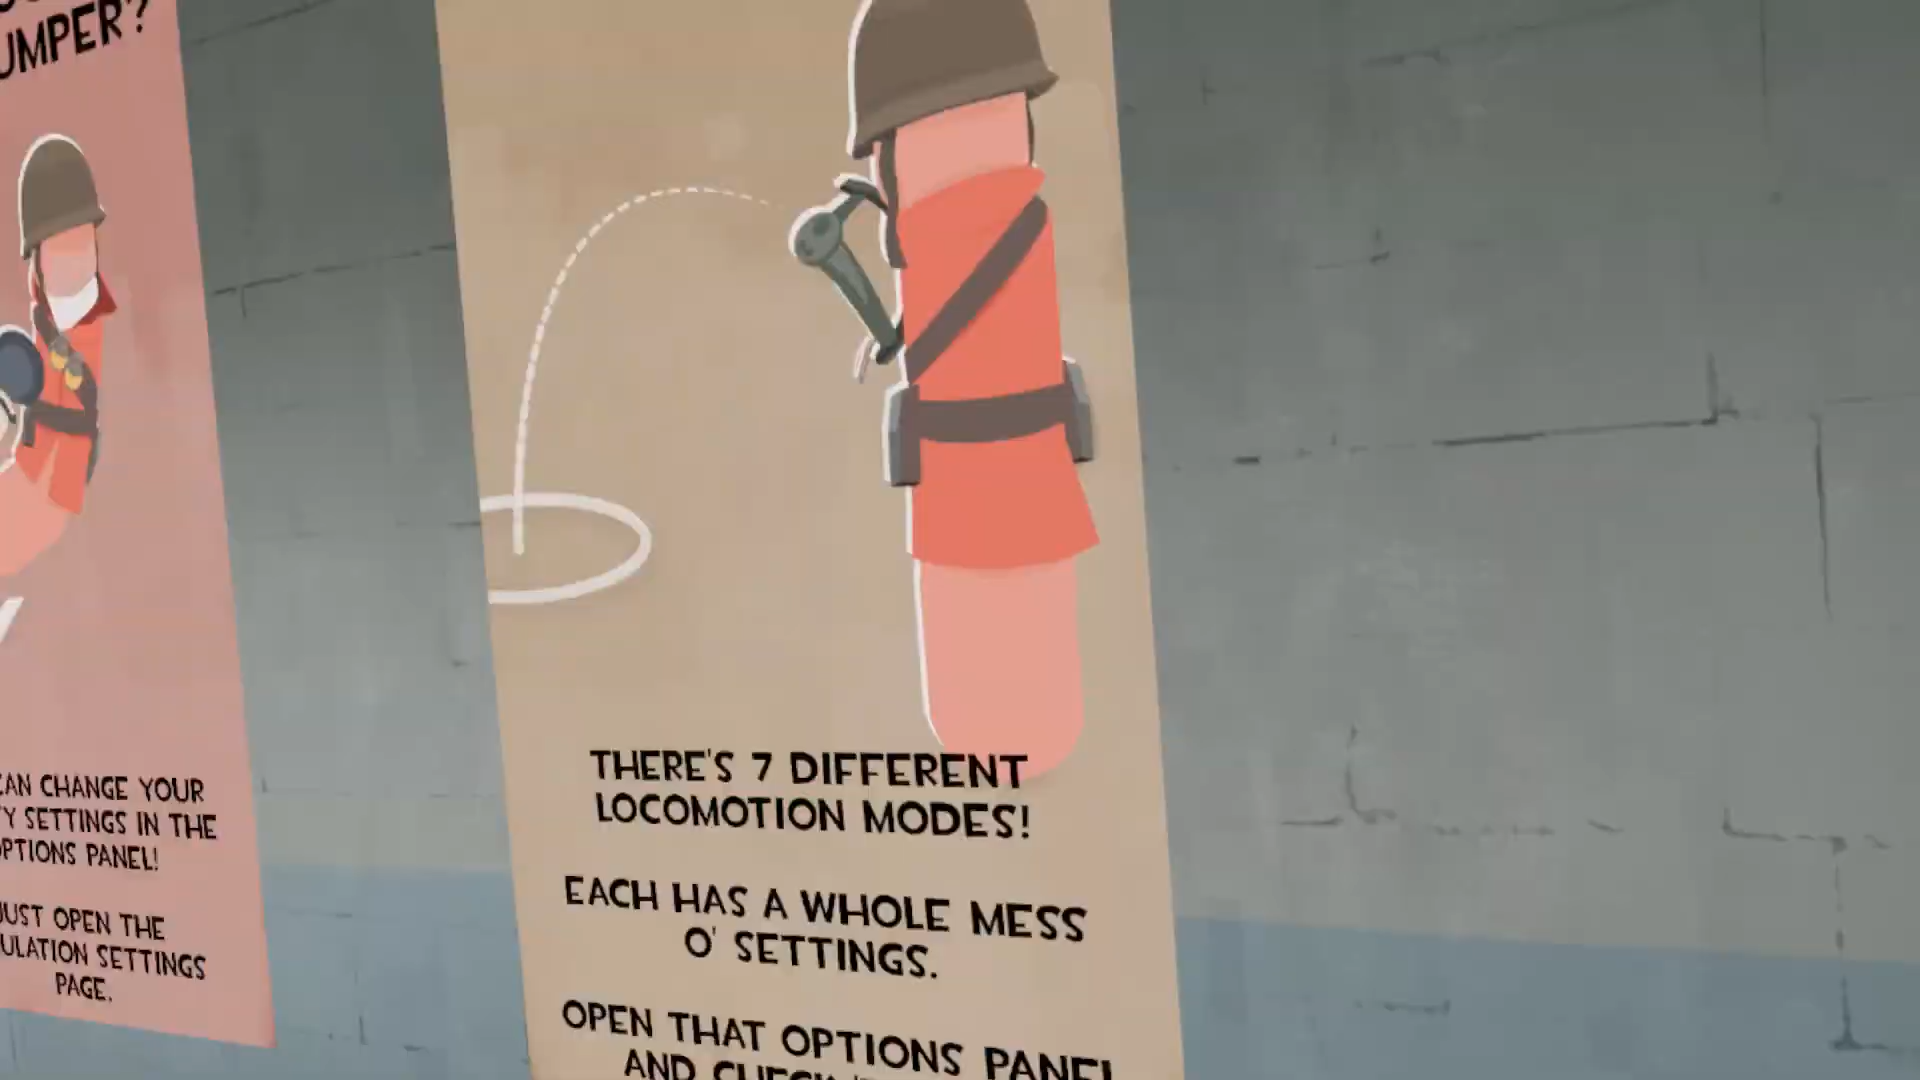 UMPER?
CAN CHANGE YOUR
SETTINGS IN THE
OPTIONS PANEL!
JUST OPEN THE
SETTINGS
PAGE.
THERE'S 7 DIFFERENT
LOCOMOTION MODES!
EACH HAS A WHOLE MESS
O' SETTINGS.
OPEN THAT OPTIONS PANEL
AND